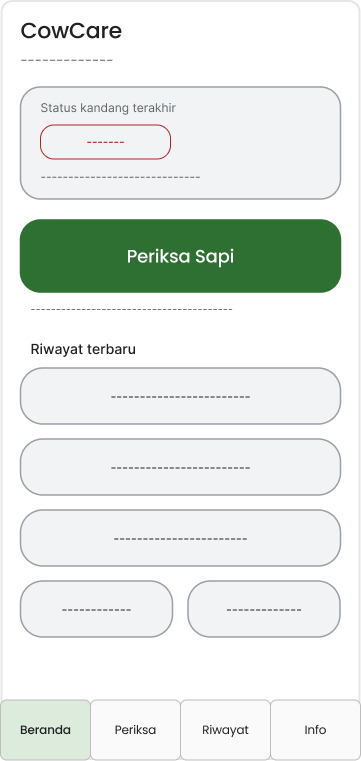 CowCare
-------------
Status kandang terakhir
-------
------------------------------
Periksa Sapi
----------------------------------------
Riwayat terbaru
-------------------------
-------------------------
------------------------
------------ -------------
Beranda Periksa Riwayat Info